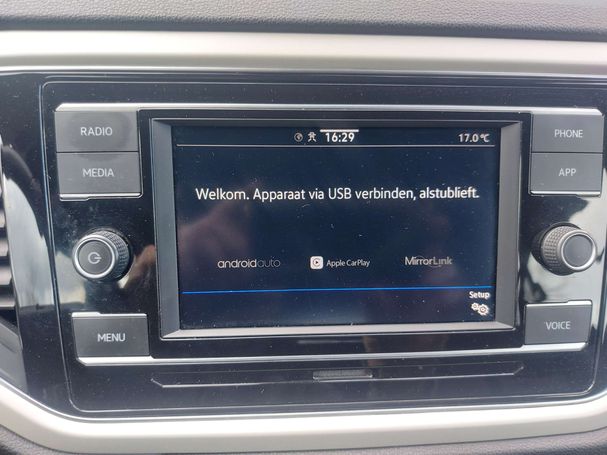 RADIO
MEDIA
MENU
16:29
17.0 °C
Welkom. Apparaat via USB verbinden, alstublieft.
androidauto
Apple CarPlay
MirrorLink
Setup
PHONE
APP
VOICE